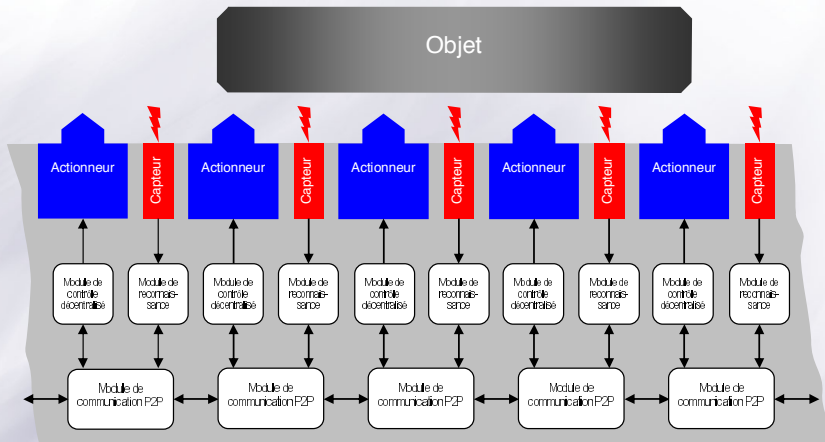 Objet
Actionneur
Capteur
Actionneur
Capteur
Actionneur
Capteur
Actionneur
Capteur
Actionneur
Capteur
Module de
contrôle
décentralisé
Module de
reconnais-
sance
Module de
contrôle
décentralisé
Module de
reconnais-
sance
Module de
contrôle
décentralisé
Module de
reconnais-
sance
Module de
contrôle
décentralisé
Module de
reconnais-
sance
Module de
contrôle
décentralisé
Module de
reconnais-
sance
Module de
communication P2P
Module de
communication P2P
Module de
communication P2P
Module de
communication P2P
Module de
communication P2P